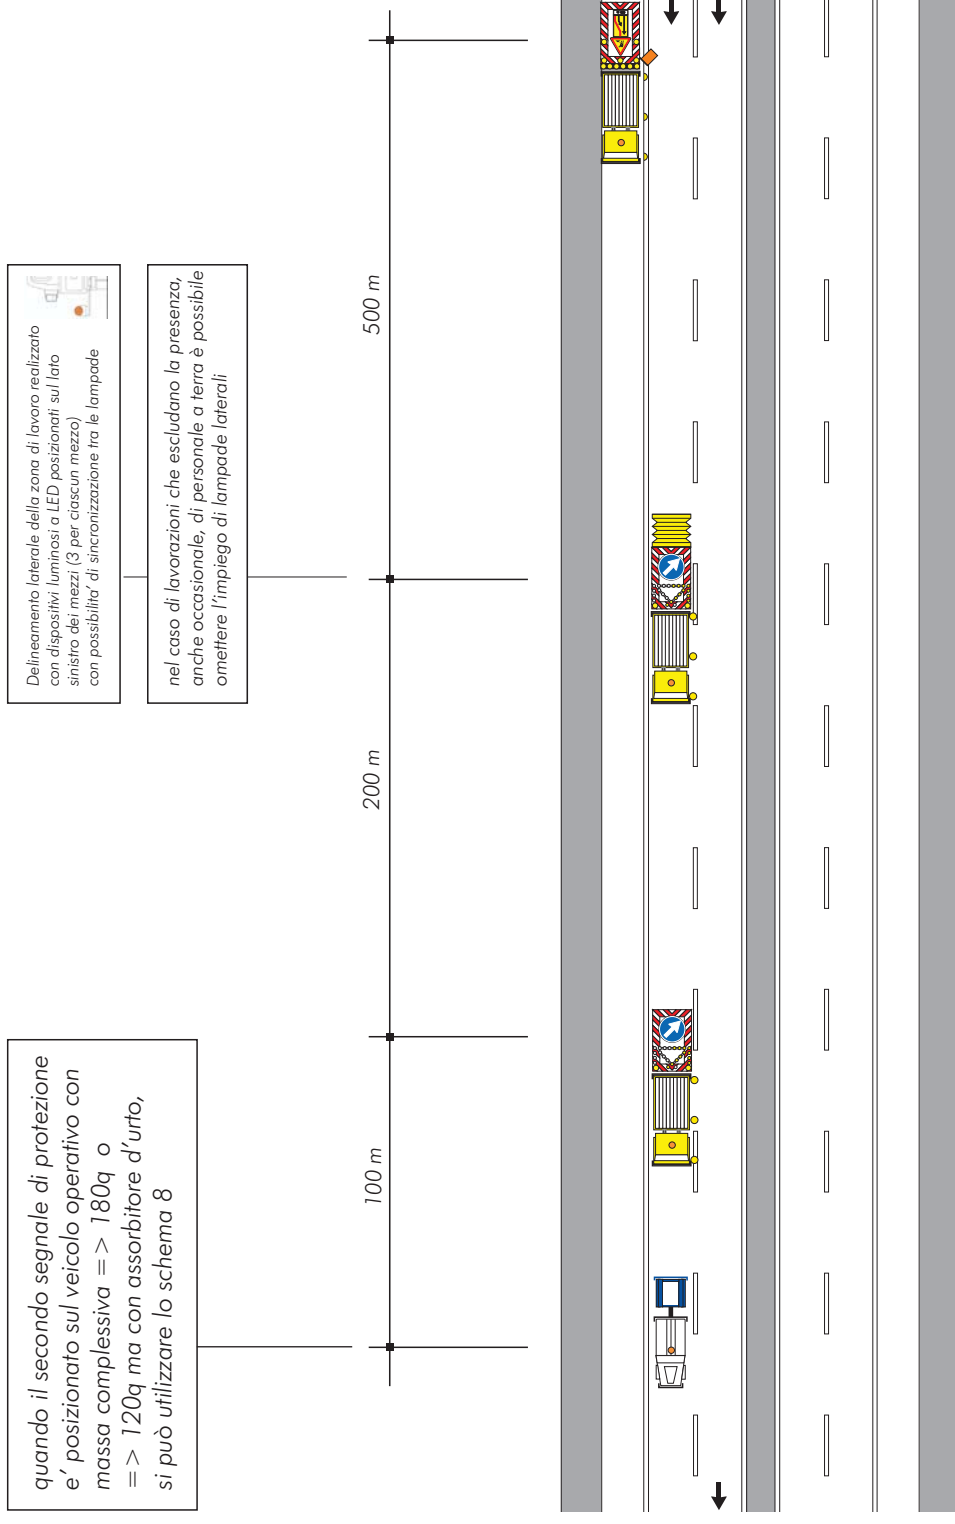 Delineamento laterale della zona di lavoro realizzato
con dispositivi luminosi a LED posizionati sul lato
sinistro dei mezzi (3 per ciascun mezzo)
con possibilita' di sincronizzazione tra le lampade
nel caso di lavorazioni che escludano la presenza,
anche occasionale, di personale a terra è possibile
omettere l'impiego di lampade laterali
quando il secondo segnale di protezione
e' posizionato sul veicolo operativo con
massa complessiva => 180q o
=> 120q ma con assorbitore d'urto,
si può utilizzare lo schema 8
500 m
200 m
100 m